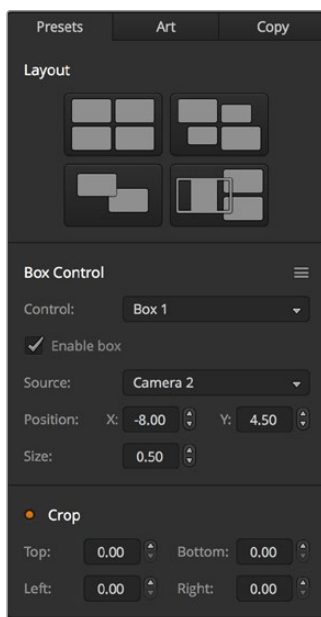 Presets Art Copy
Layout
Box Control
Control: Box 1
Enable box
Source: Camera 2
Position: X: -8.00 Y: 4.50
Size: 0.50
Crop
Top: 0.00 Bottom: 0.00
Left: 0.00 Right: 0.00